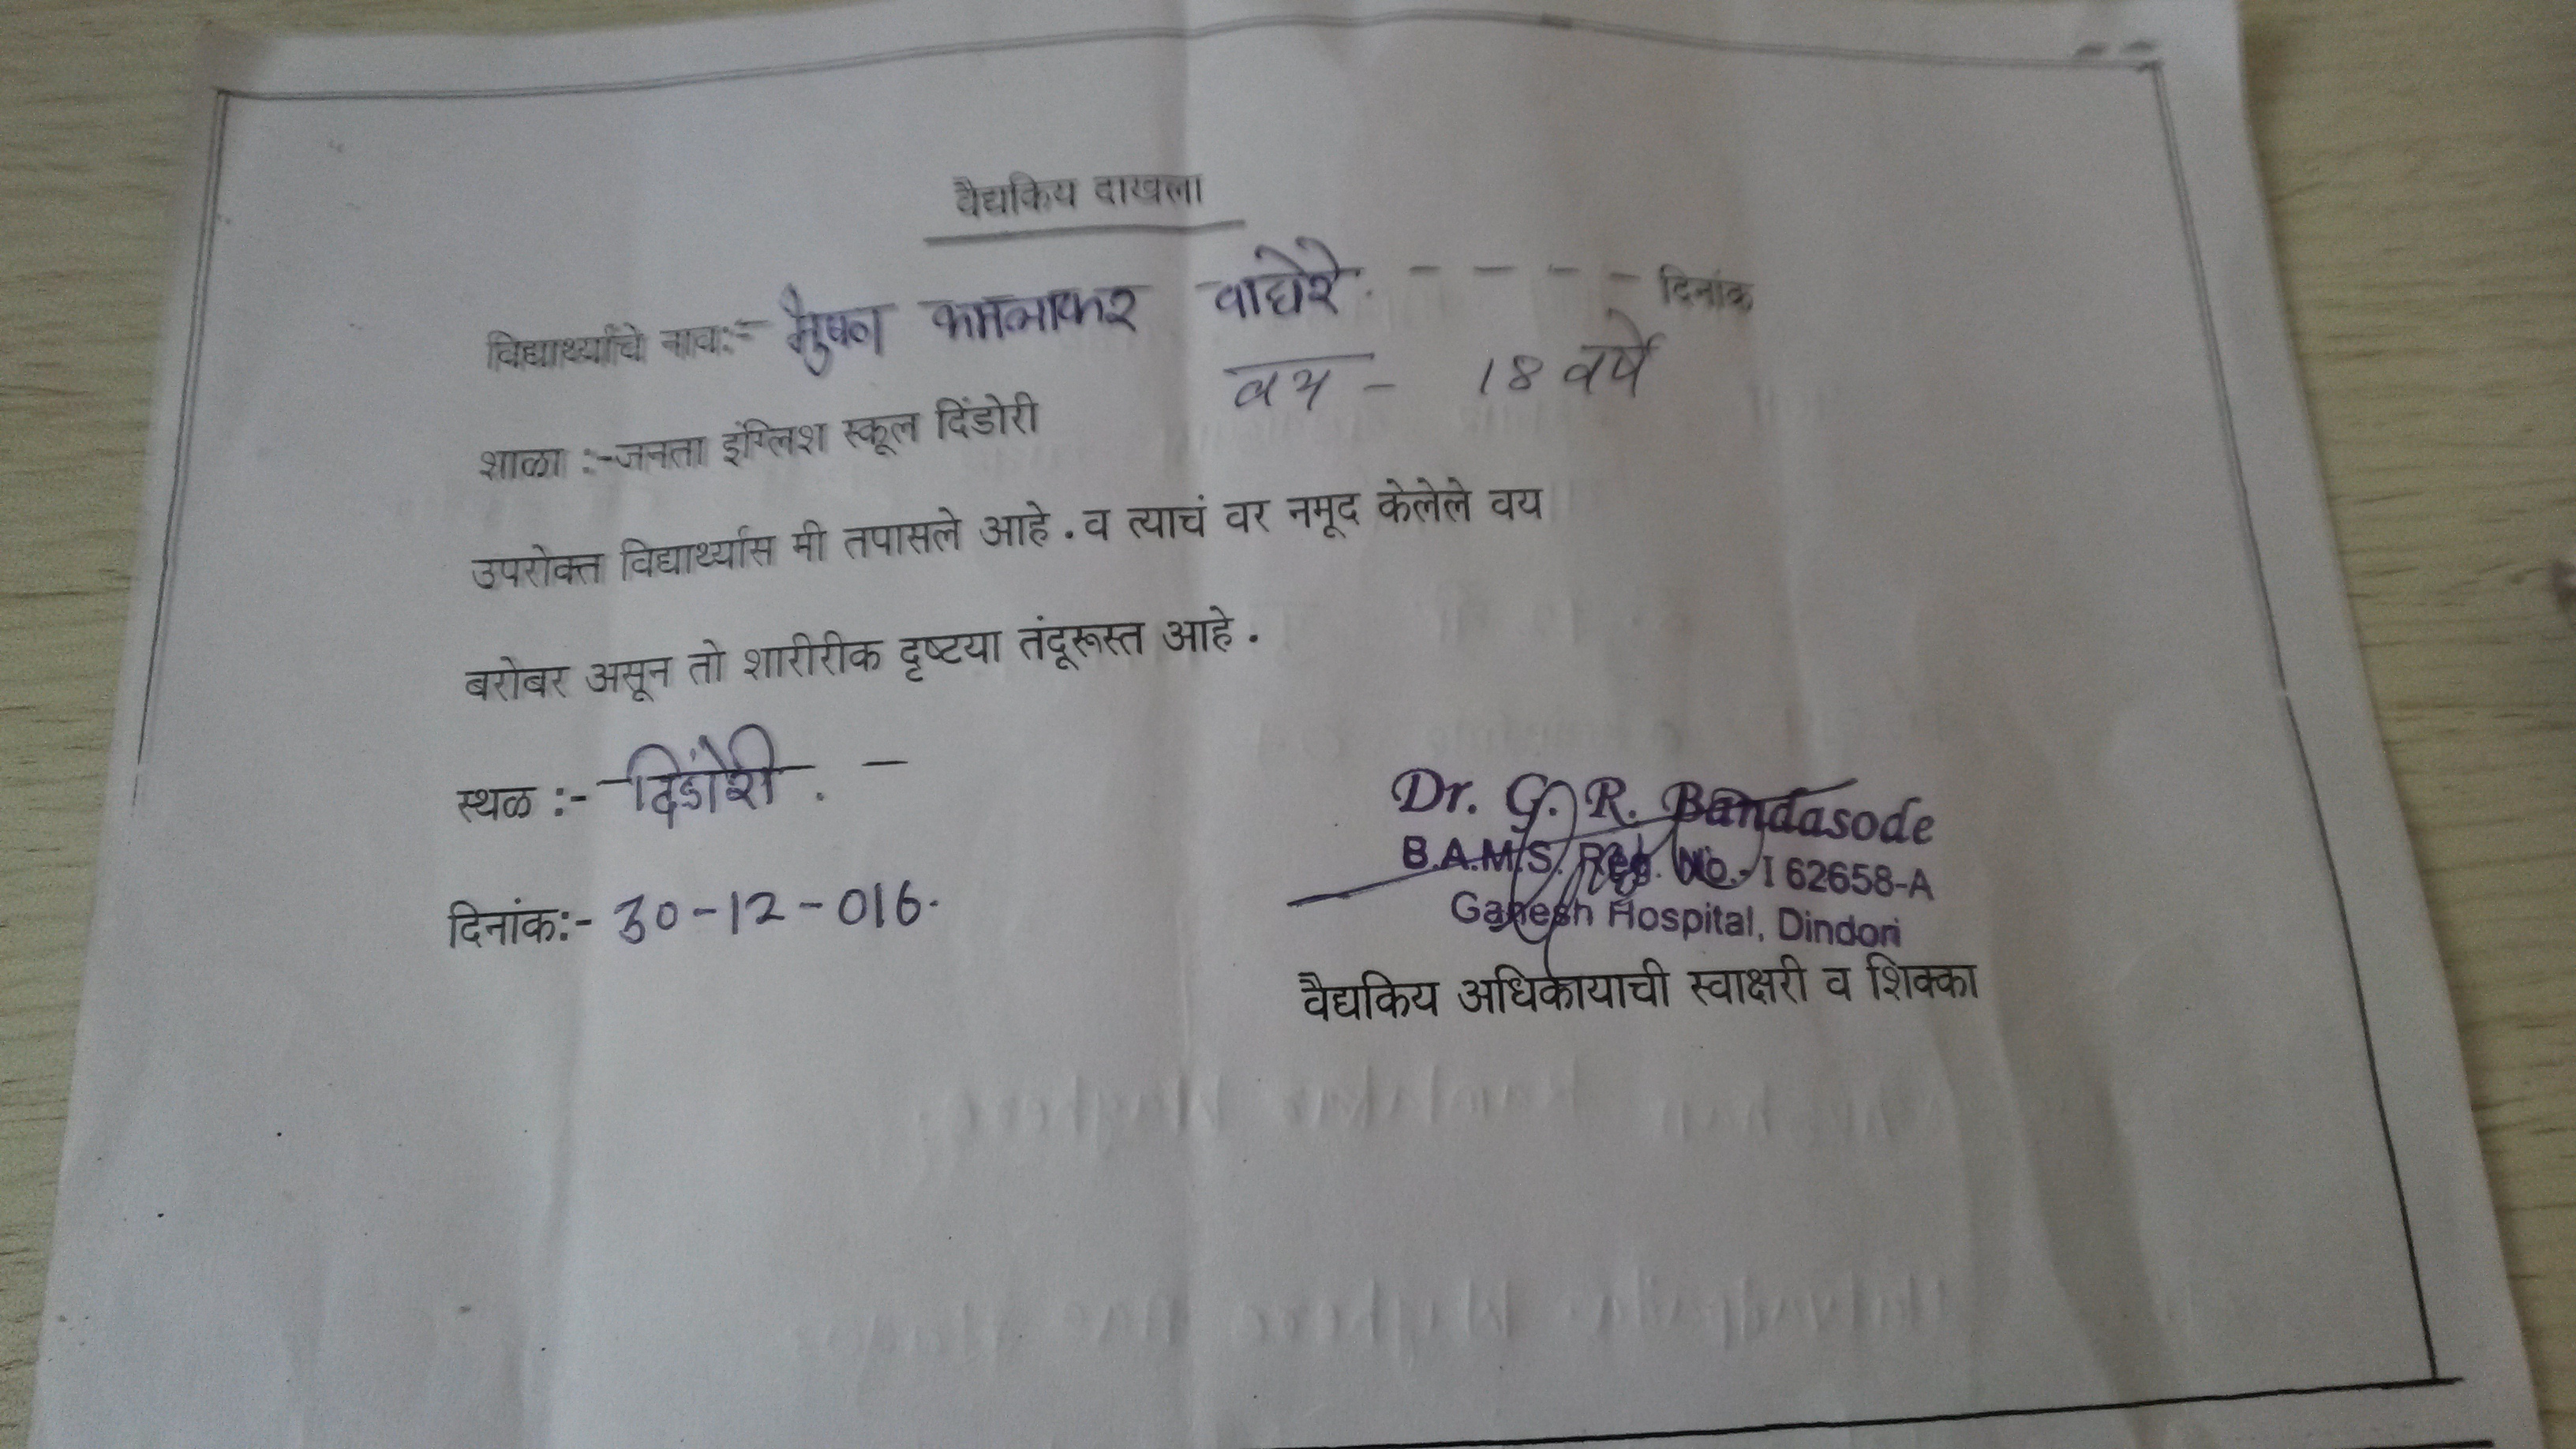 वैद्यकिय दाखला
विद्यार्थ्याचे नाव:- कमलाकर वाघेरे. - - - - दिनांक
वय - 18 वर्षे
शाळा :-जनता इंग्लिश स्कूल दिंडोरी
उपरोक्त विद्यार्थ्यास मी तपासले आहे.व त्याचं वर नमूद केलेले वय
बरोबर असून तो शारीरीक दृष्टया तंदूरूस्त आहे.
स्थळ :- दिंडोरी. -
Dr. G. R. Bandasode
B.A.M.S. Reg. No.-I 62658-A
Ganesh Hospital, Dindori
दिनांक:- 30-12-016.
वैद्यकिय अधिकायाची स्वाक्षरी व शिक्का